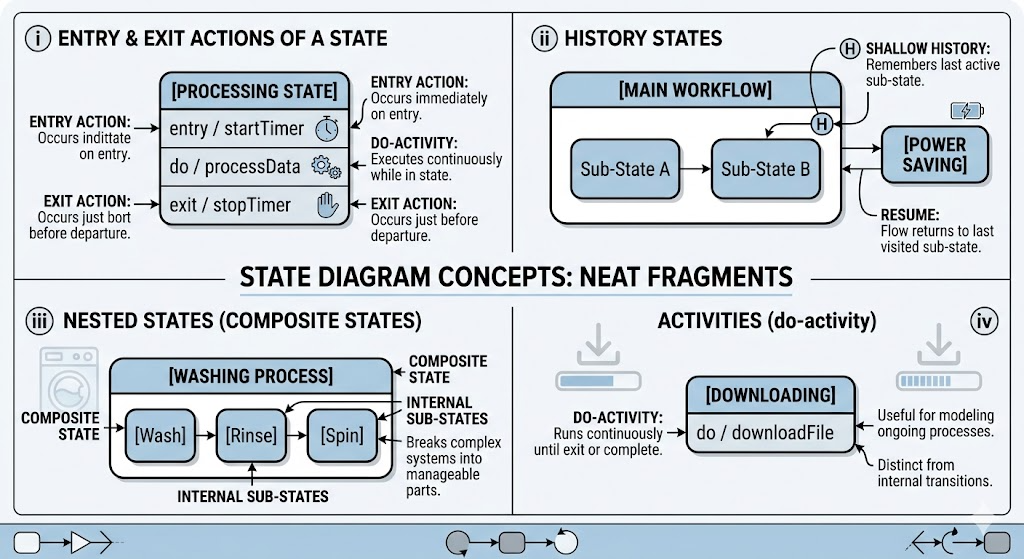 i ENTRY & EXIT ACTIONS OF A STATE
[PROCESSING STATE]
entry / startTimer
do / processData
exit / stopTimer
ENTRY ACTION:
Occurs indittate
on entry.
EXIT ACTION:
Occurs just bort
before departure.
ENTRY ACTION:
Occurs immediately
on entry.
DO-ACTIVITY:
Executes continuously
while in state.
EXIT ACTION:
Occurs just before
departure.
ii HISTORY STATES
H SHALLOW HISTORY:
Remembers last active
sub-state.
[MAIN WORKFLOW]
H
Sub-State A
Sub-State B
[POWER
SAVING]
RESUME:
Flow returns to last
visited sub-state.
STATE DIAGRAM CONCEPTS: NEAT FRAGMENTS
iii NESTED STATES (COMPOSITE STATES)
[WASHING PROCESS]
COMPOSITE
STATE
[Wash]
[Rinse]
[Spin]
COMPOSITE
STATE
INTERNAL
SUB-STATES
Breaks complex
systems into
manageable
parts.
INTERNAL SUB-STATES
ACTIVITIES (do-activity) iv
[DOWNLOADING]
do / downloadFile
DO-ACTIVITY:
Runs continuously
until exit or complete.
Useful for modeling
ongoing processes.
Distinct from
internal transitions.